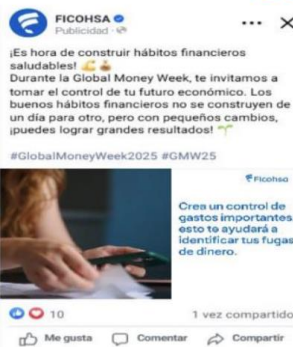 FICOHSA
Publicidad
¡Es hora de construir hábitos financieros
saludables!
Durante la Global Money Week, te invitamos a
tomar el control de tu futuro económico. Los
buenos hábitos financieros no se construyen de
un día para otro, pero con pequeños cambios,
¡puedes lograr grandes resultados!
#GlobalMoneyWeek2025 #GMW25
Ficohsa
Crea un control de
gastos importantes
esto te ayudará a
identificar tus fugas
de dinero.
10
1 vez compartido
Me gusta
Comentar
Compartir